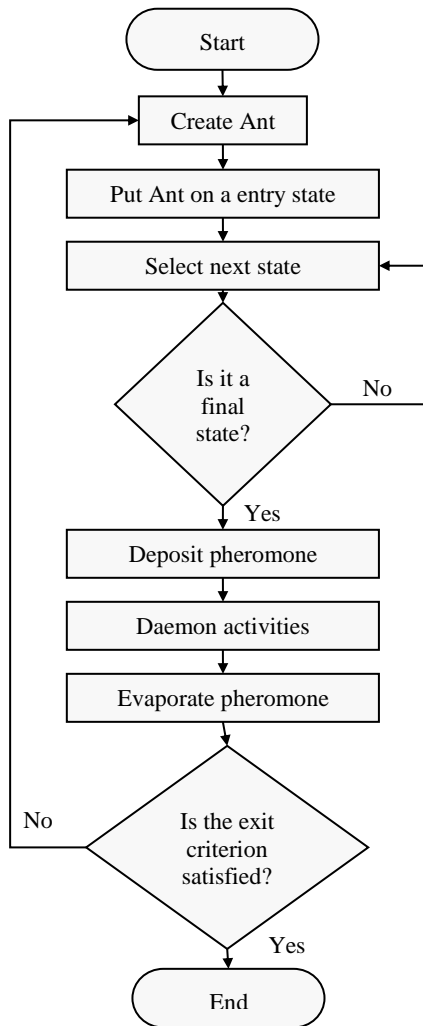 Start
Create Ant
Put Ant on a entry state
Select next state
Is it a
final
state?
No
Yes
Deposit pheromone
Daemon activities
Evaporate pheromone
No
Is the exit
criterion
satisfied?
Yes
End